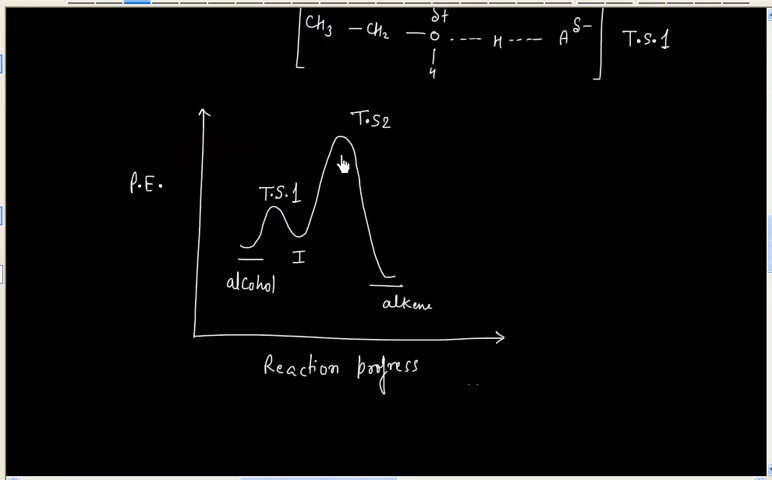 δ+
[CH3 — CH2 — O ---- H ---- A δ-] T.S.1
H
T.S2
P.E.
T.S.1
I
alcohol
alkene
Reaction progress